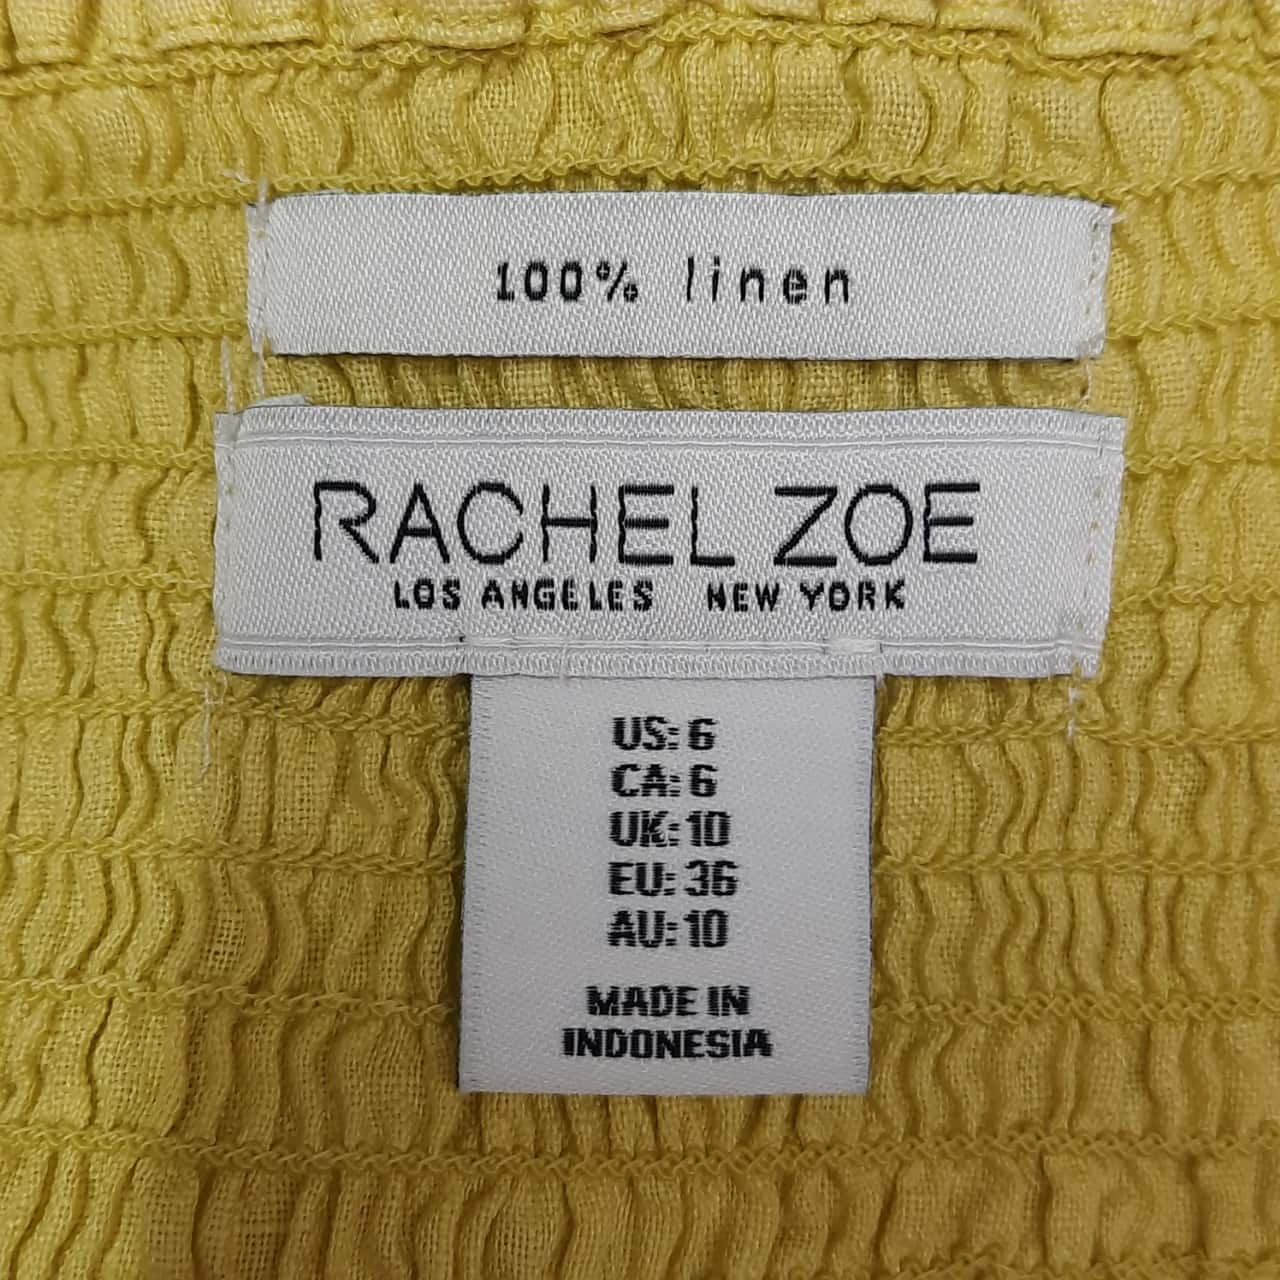 100% linen
RACHEL ZOE
LOS ANGELES NEW YORK
US: 6
CA: 6
UK: 10
EU: 36
AU: 10
MADE IN
INDONESIA